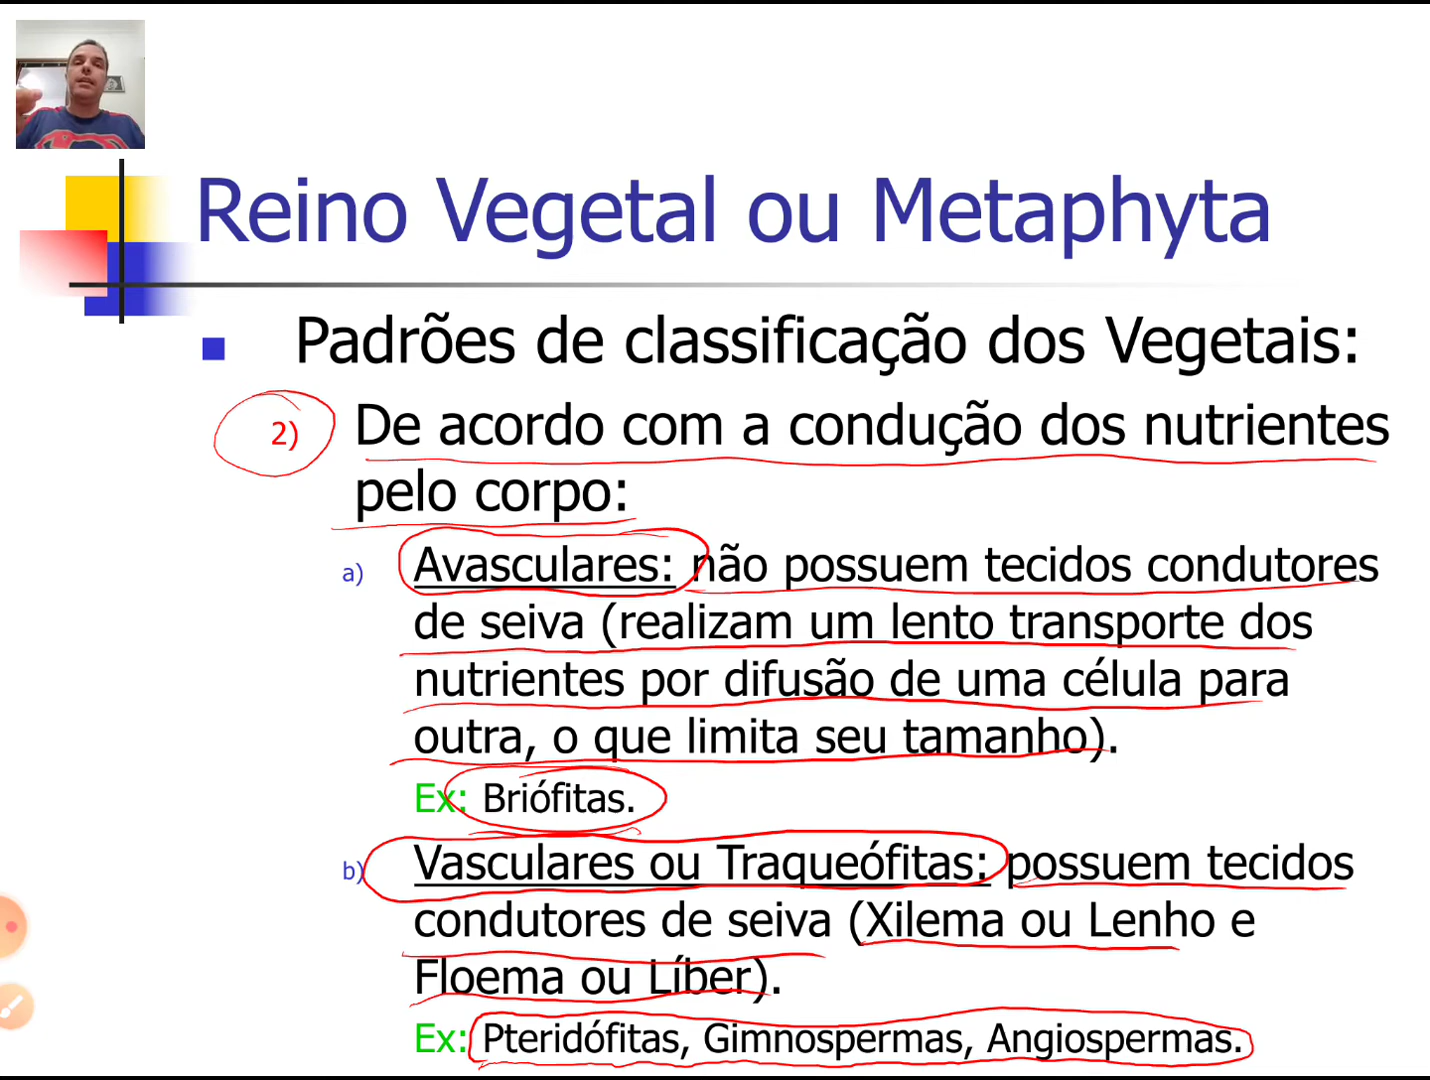 Reino Vegetal ou Metaphyta
Padrões de classificação dos Vegetais:
2) De acordo com a condução dos nutrientes
pelo corpo:
a) Avasculares: não possuem tecidos condutores
de seiva (realizam um lento transporte dos
nutrientes por difusão de uma célula para
outra, o que limita seu tamanho).
Ex: Briófitas.
b) Vasculares ou Traqueófitas: possuem tecidos
condutores de seiva (Xilema ou Lenho e
Floema ou Líber).
Ex: Pteridófitas, Gimnospermas, Angiospermas.